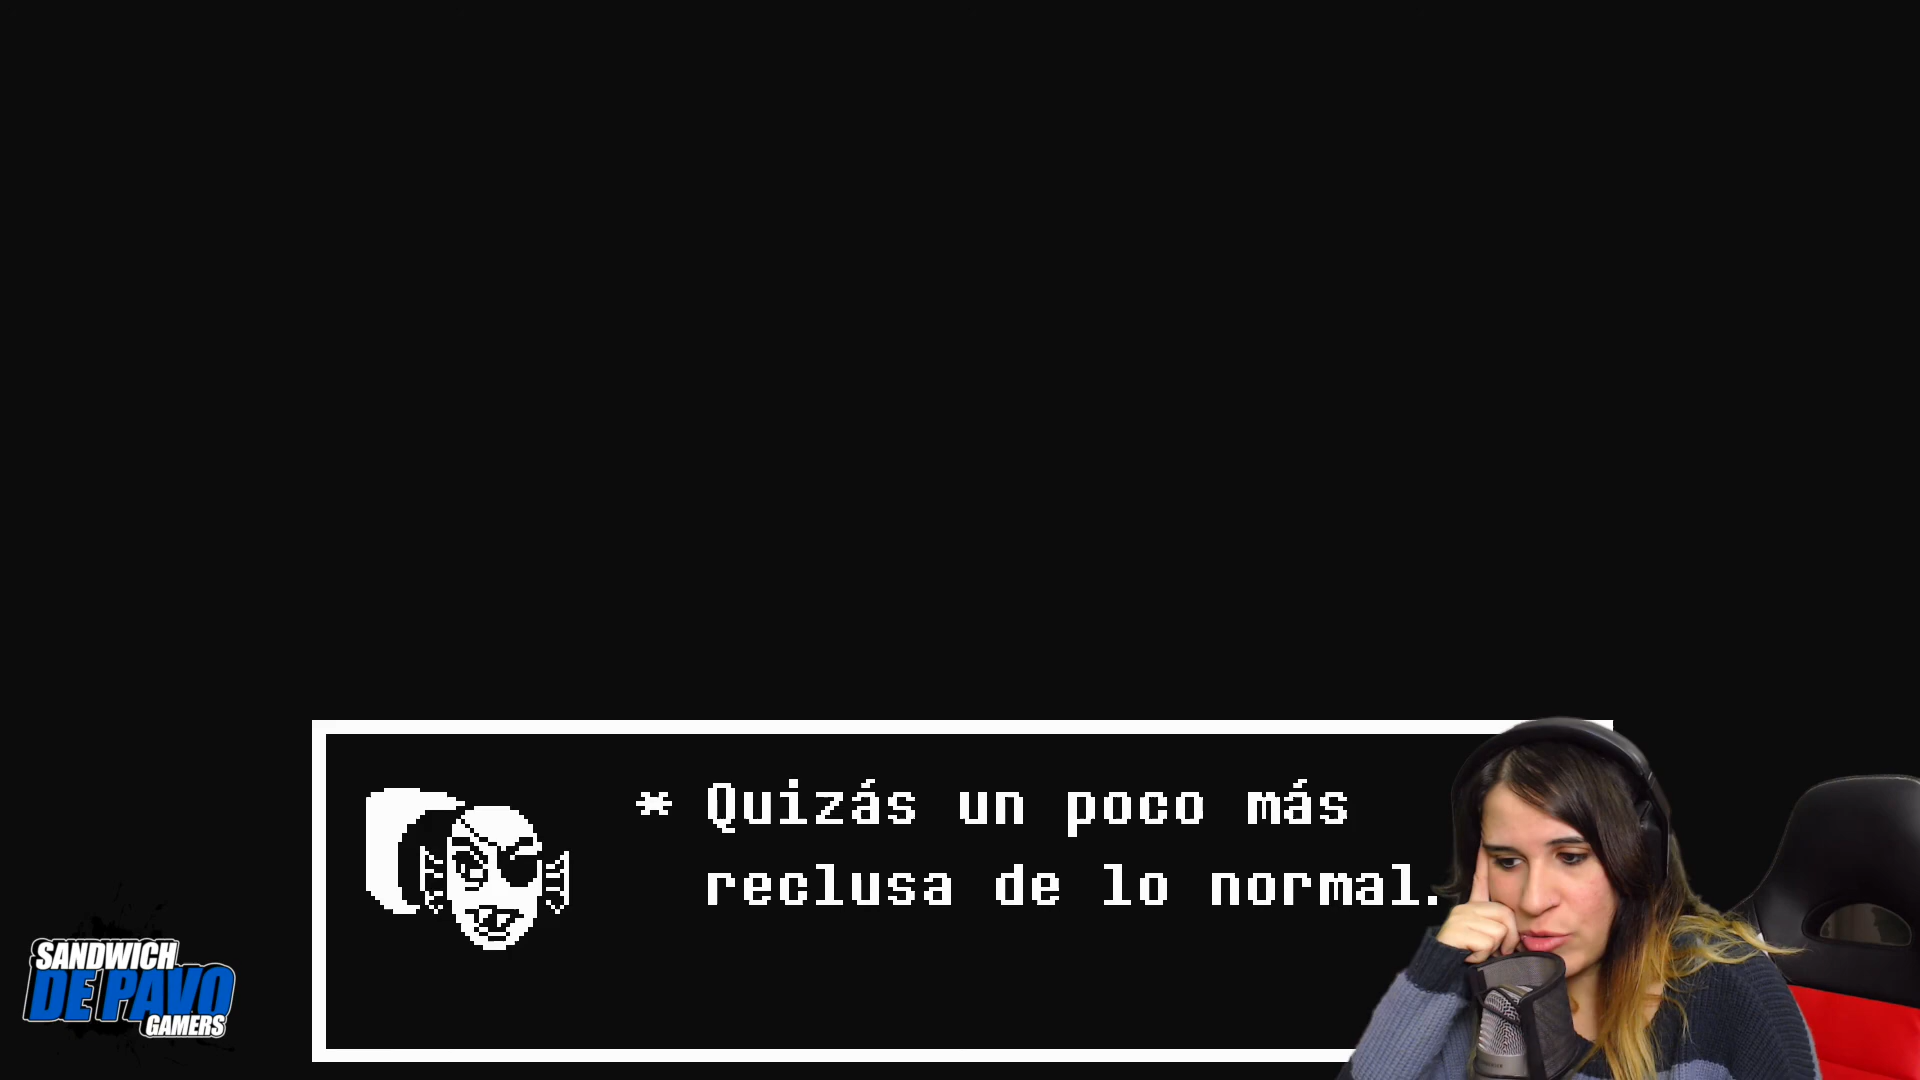 * Quizás un poco más
reclusa de lo normal.
SANDWICH
DE PAVO
GAMERS